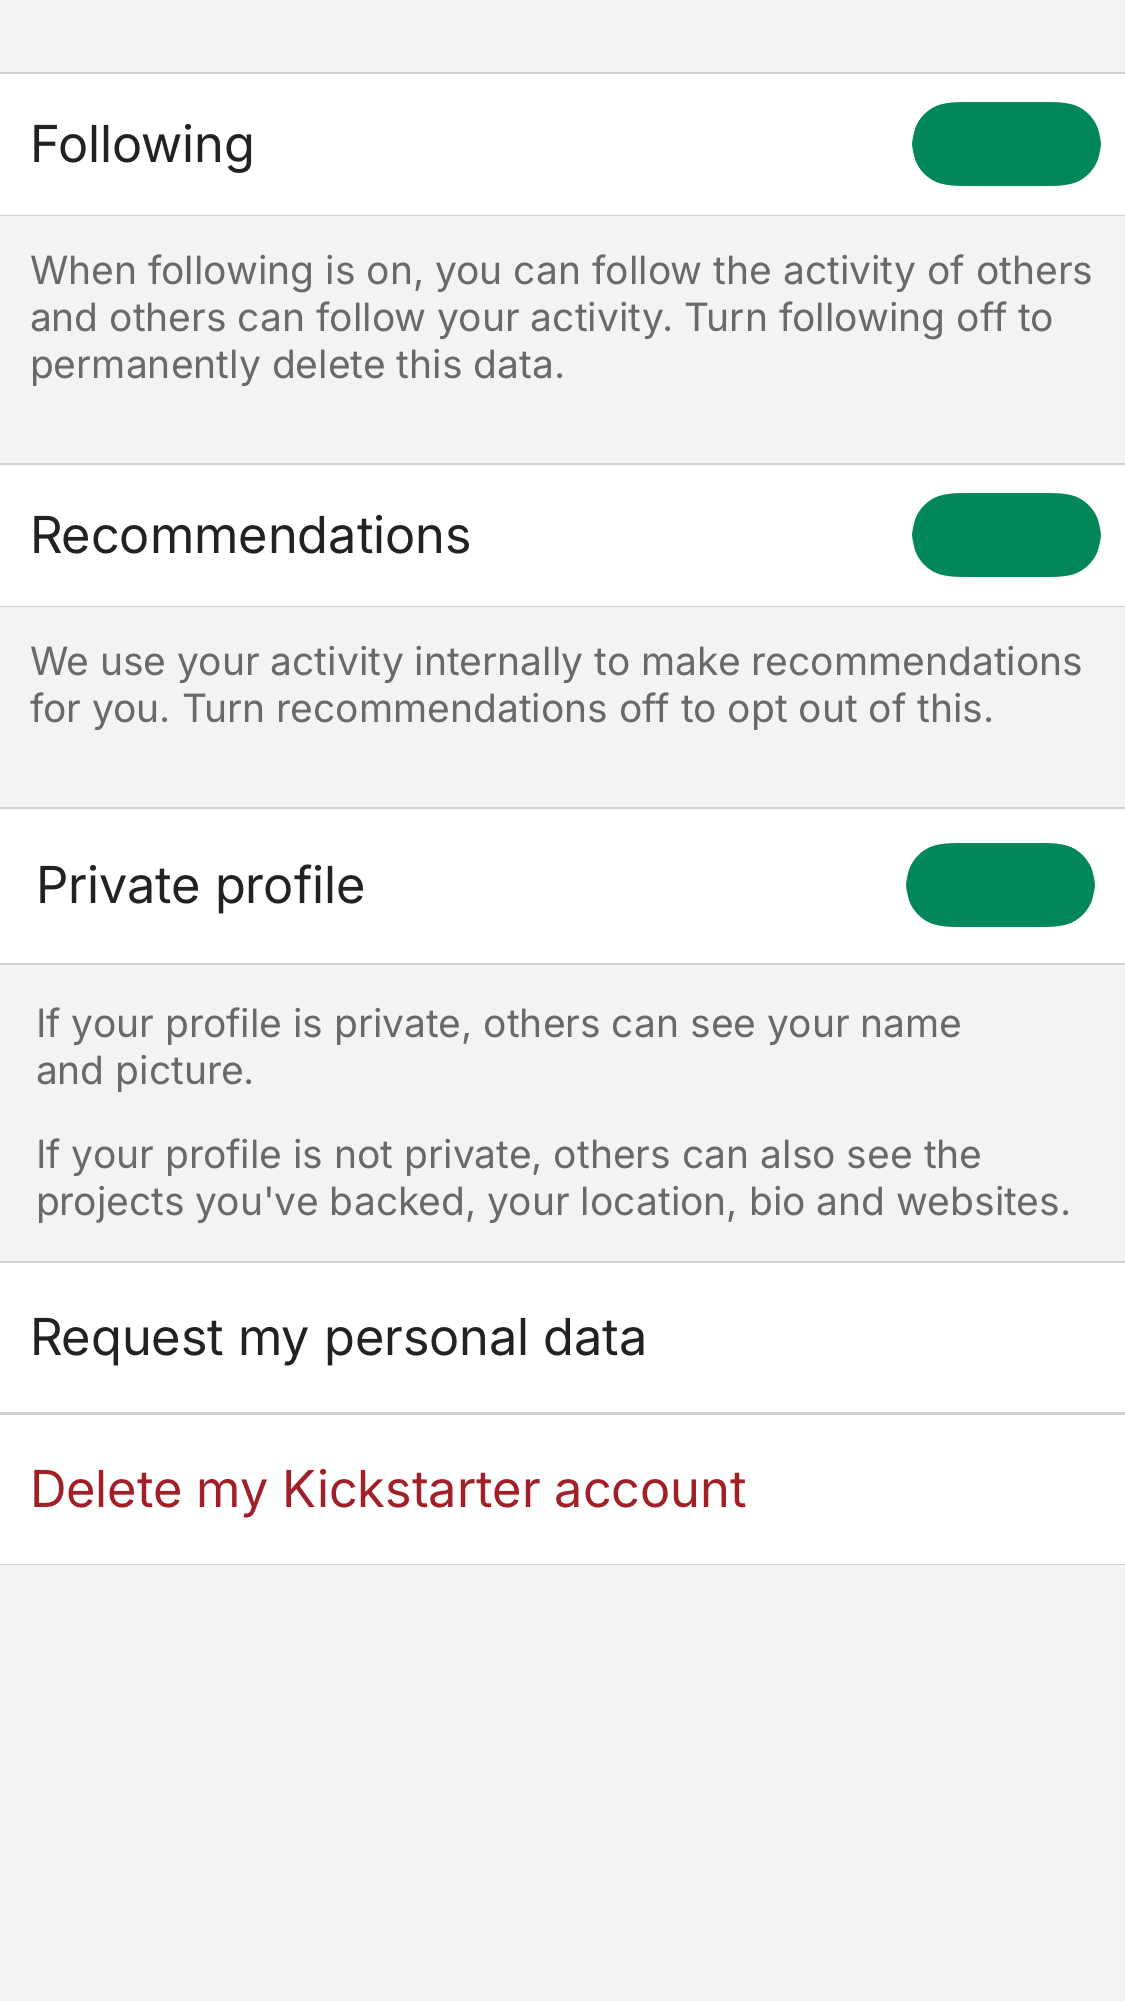 Following
When following is on, you can follow the activity of others
and others can follow your activity. Turn following off to
permanently delete this data.
Recommendations
We use your activity internally to make recommendations
for you. Turn recommendations off to opt out of this.
Private profile
If your profile is private, others can see your name
and picture.
If your profile is not private, others can also see the
projects you've backed, your location, bio and websites.
Request my personal data
Delete my Kickstarter account